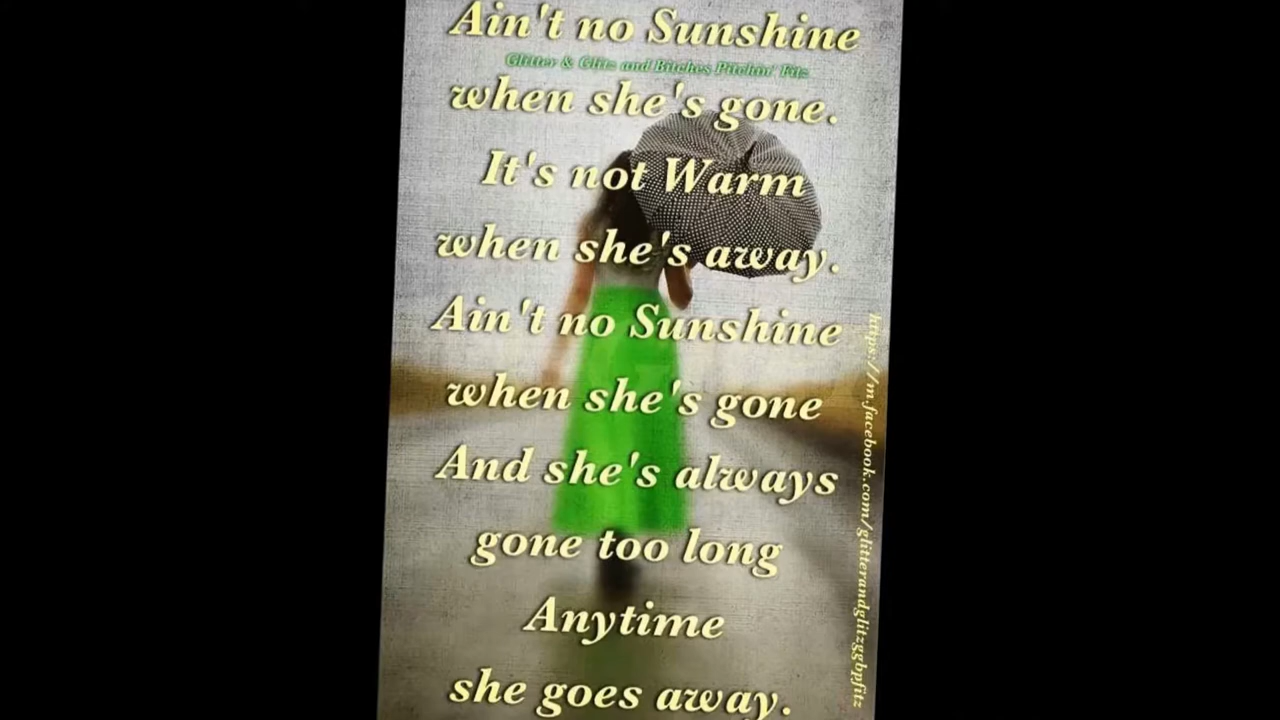 Ain't no Sunshine
Glitter & Glitz and Bitches Pitchin' Fitz
when she's gone.
It's not Warm
when she's away.
Ain't no Sunshine
when she's gone
And she's always
gone too long
Anytime
she goes away.
https://m.facebook.com/glitterandglitzggbpfitz